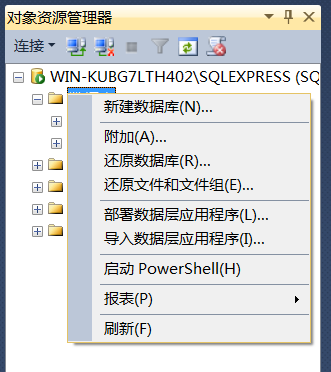 对象资源管理器
连接
WIN-KUBG7LTH402\SQLEXPRESS (SQ
新建数据库(N)...
附加(A)...
还原数据库(R)...
还原文件和文件组(E)...
部署数据层应用程序(L)...
导入数据层应用程序(I)...
启动 PowerShell(H)
报表(P)
刷新(F)